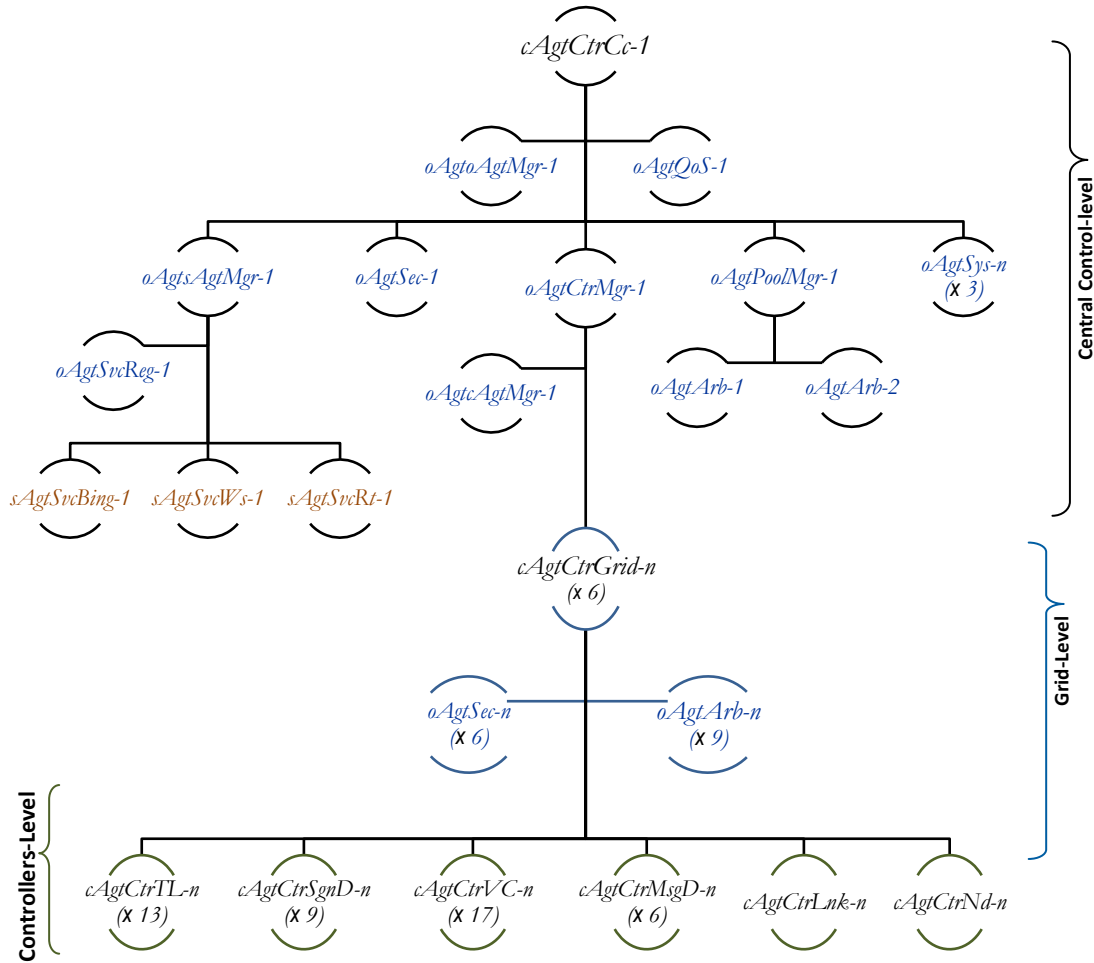 cAgtCtrCc-1
oAgtoAgtMgr-1
oAgtQoS-1
oAgtsAgtMgr-1
oAgtSec-1
oAgtCtrMgr-1
oAgtPoolMgr-1
oAgtSys-n
(x 3)
oAgtSvcReg-1
oAgtcAgtMgr-1
oAgtArb-1
oAgtArb-2
sAgtSvcBing-1
sAgtSvcWs-1
sAgtSvcRt-1
Central Control-level
cAgtCtrGrid-n
(x 6)
oAgtSec-n
(x 6)
oAgtArb-n
(x 9)
Grid-Level
Controllers-Level
cAgtCtrTL-n
(x 13)
cAgtCtrSgnD-n
(x 9)
cAgtCtrVC-n
(x 17)
cAgtCtrMsgD-n
(x 6)
cAgtCtrLnk-n
cAgtCtrNd-n